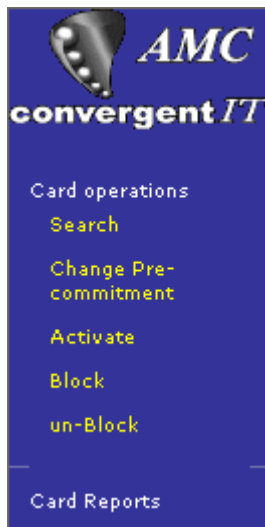 AMC
convergent IT
Card operations
Search
Change Pre-
commitment
Activate
Block
un-Block
Card Reports